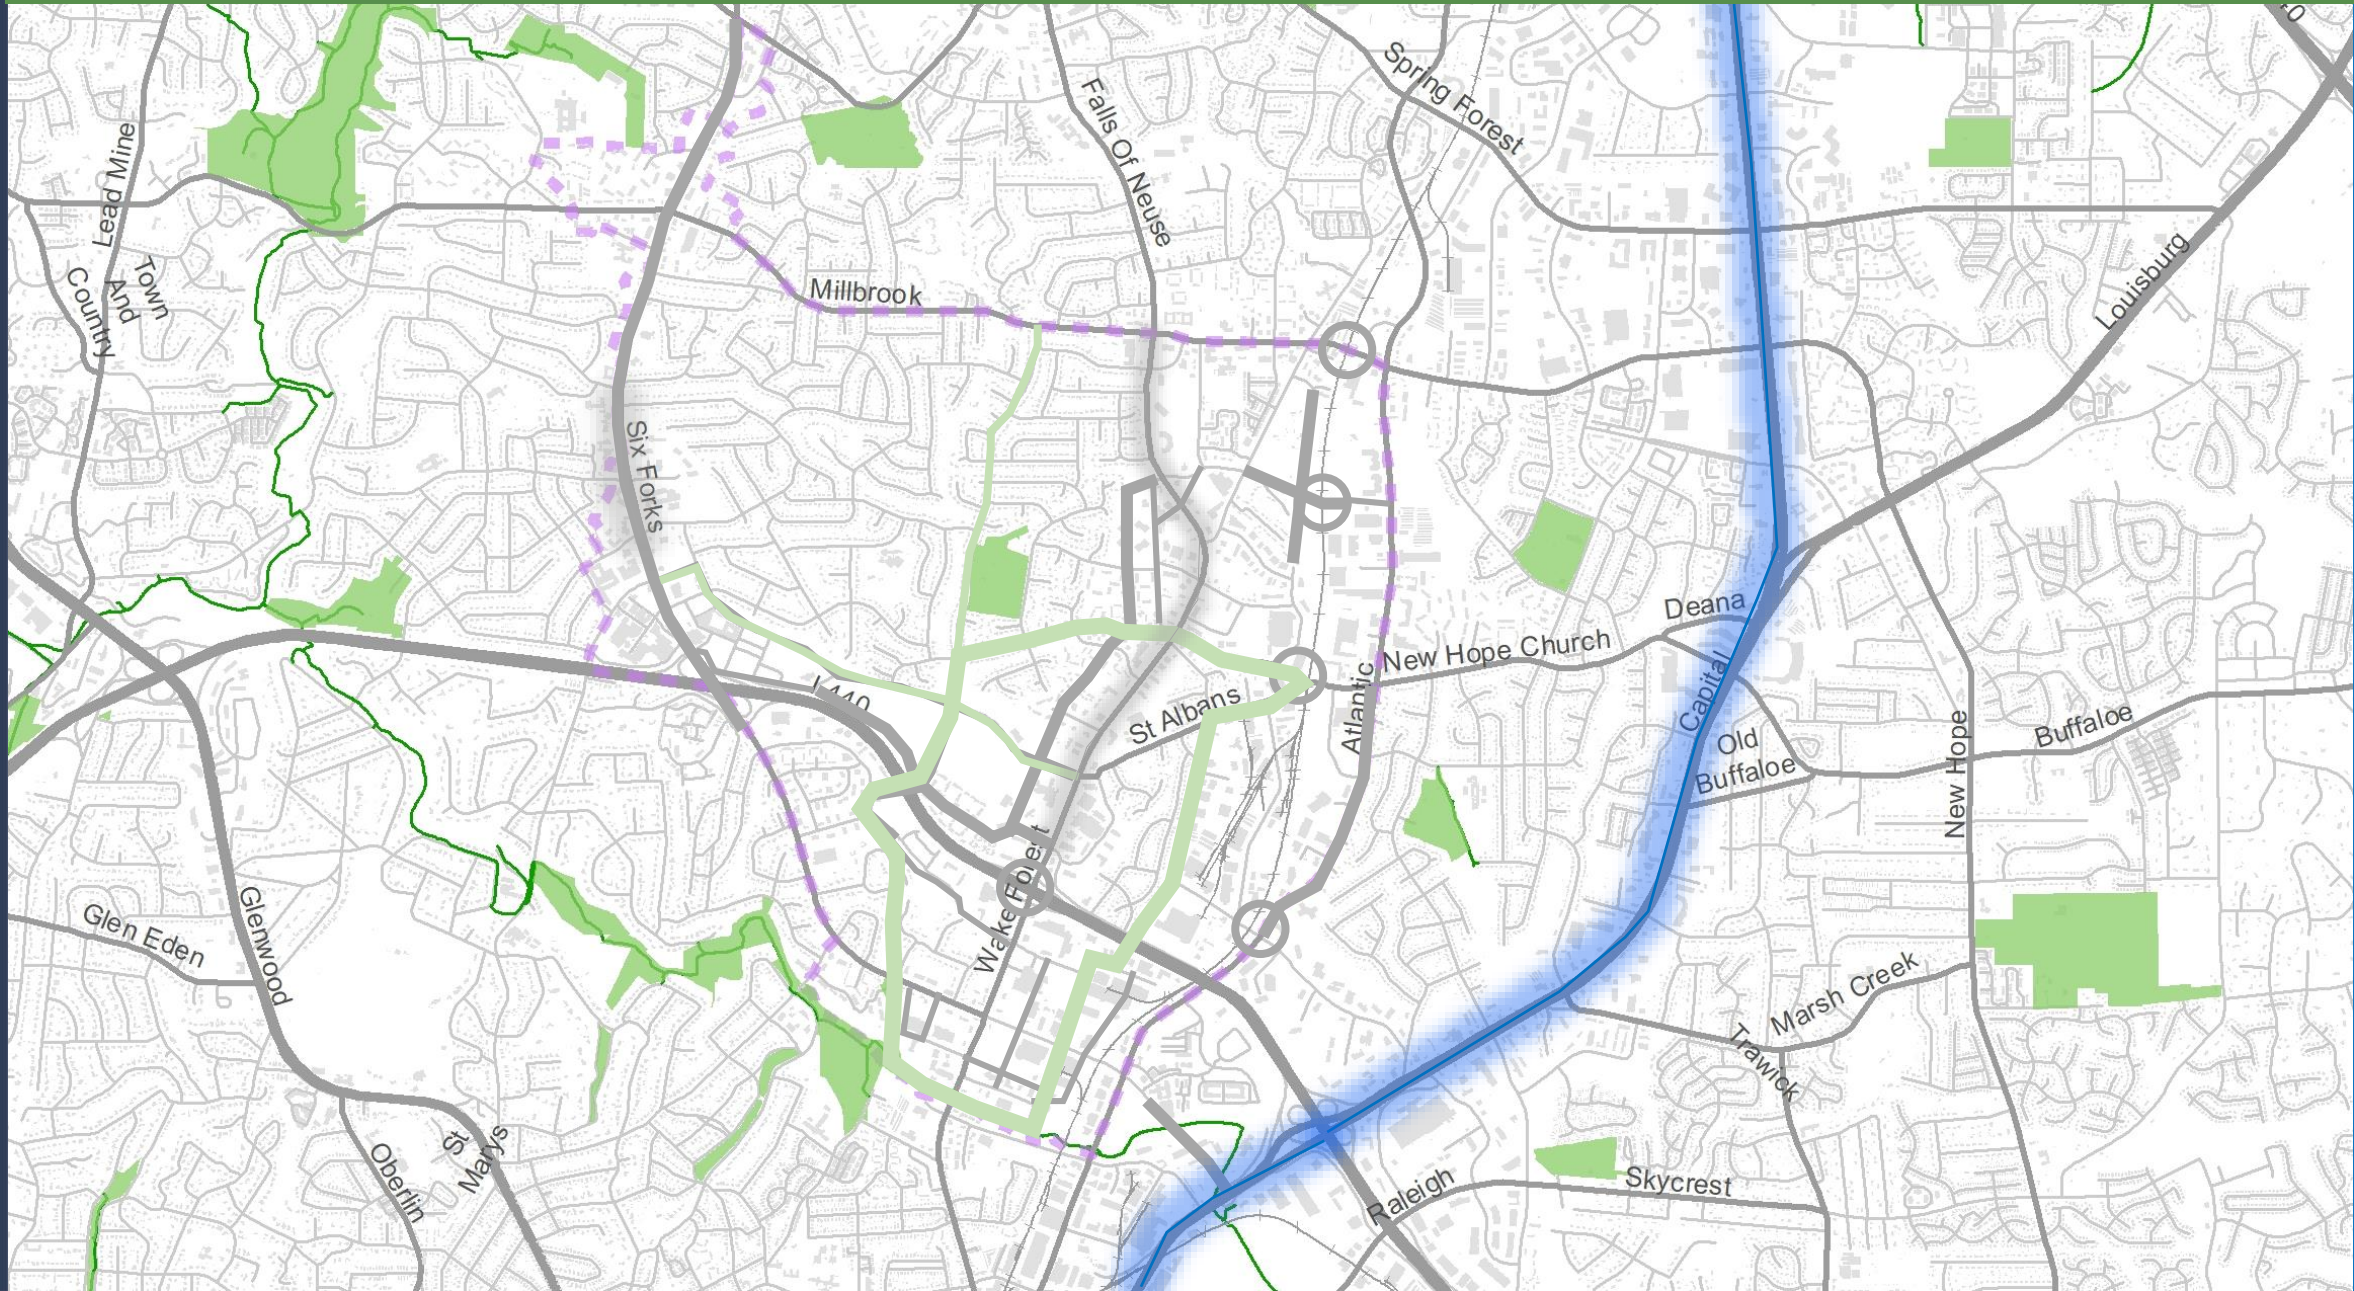 40
Spring Forest
Falls Of Neuse
Lead Mine
Town
And
Country
Louisburg
Millbrook
Six Forks
Deana
New Hope Church
Capital
I 440
St Albans
Atlantic
Old
Buffaloe
Buffaloe
New Hope
Wake Forest
Glen Eden
Glenwood
Marsh Creek
Trawick
St
Marys
Oberlin
Raleigh
Skycrest